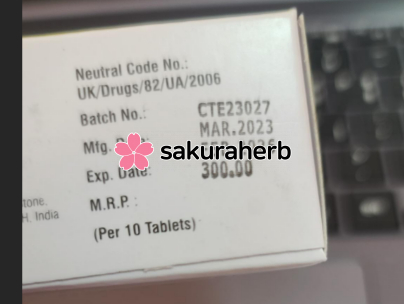 Neutral Code No.:
UK/Drugs/82/UA/2006
Batch No.: CTE23027
MAR.2023
Mfg.
sakuraherb
Exp. Date: 300.00
M.R.P. :
India
(Per 10 Tablets)